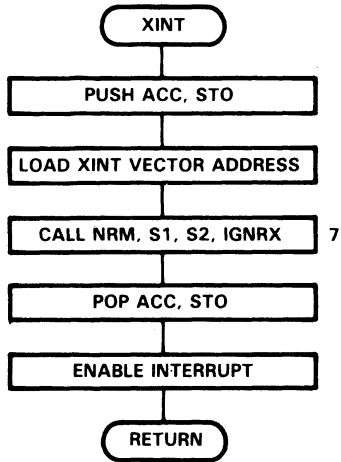 XINT
PUSH ACC, STO
LOAD XINT VECTOR ADDRESS
CALL NRM, S1, S2, IGNRX 7
POP ACC, STO
ENABLE INTERRUPT
RETURN